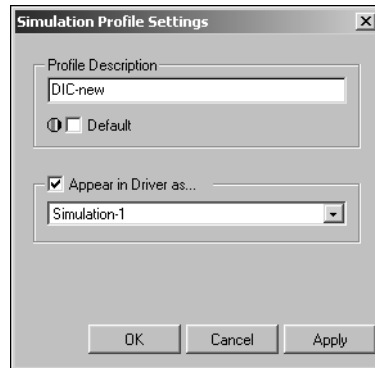 Simulation Profile Settings
Profile Description
DIC-new
Default
Appear in Driver as...
Simulation-1
OK Cancel Apply